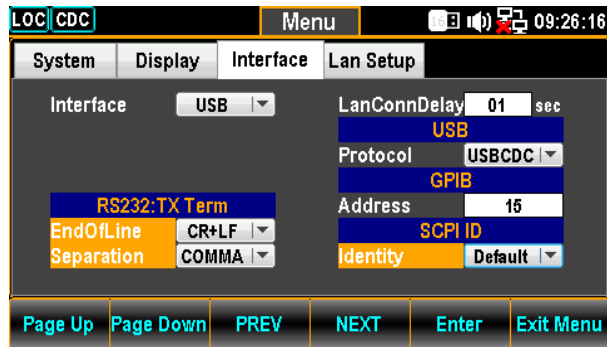 LOC CDC Menu 16 09:26:16
System Display Interface Lan Setup
Interface USB LanConnDelay 01 sec
USB
Protocol USBCDC
GPIB
RS232:TX Term Address 15
EndOfLine CR+LF SCPI ID
Separation COMMA Identity Default
Page Up Page Down PREV NEXT Enter Exit Menu